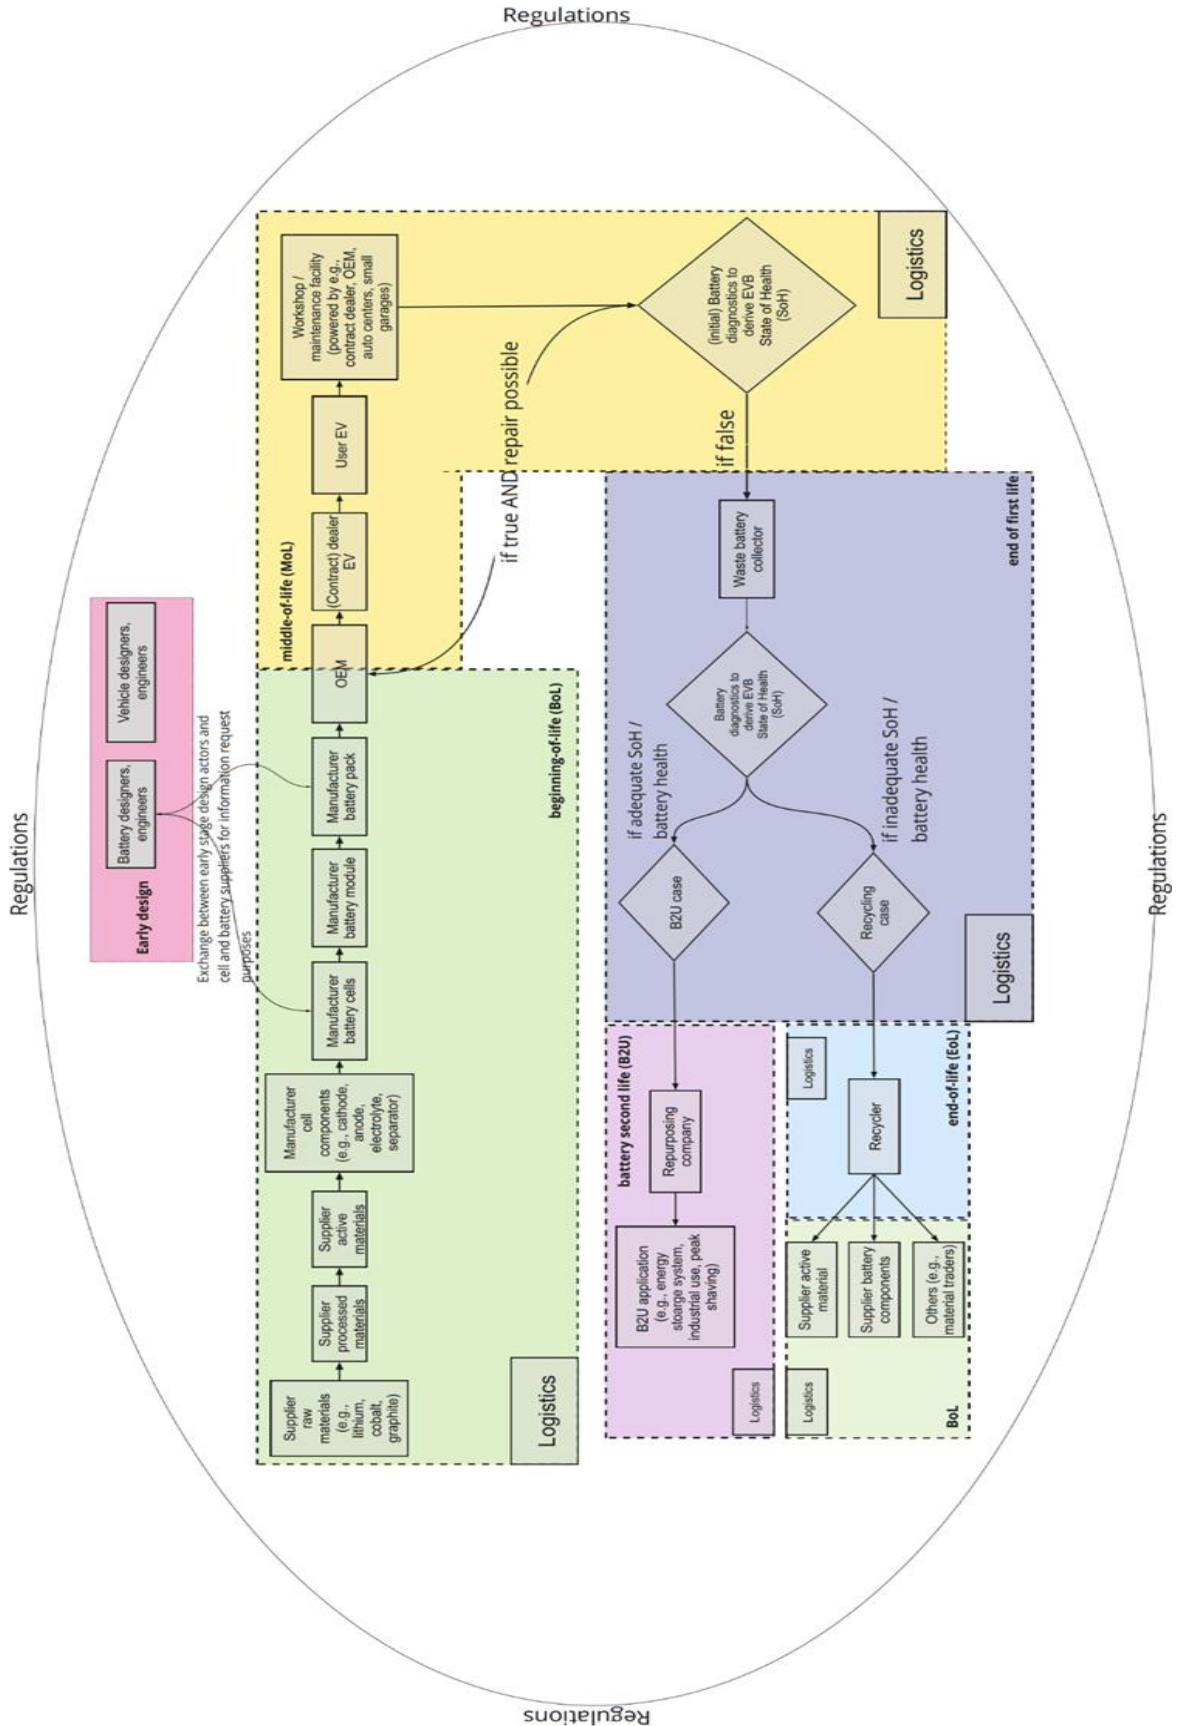 Regulations
Regulations
Early design
Battery designers,
engineers
Vehicle designers,
engineers
Exchange between early stage design actors and
cell and battery suppliers for information request
purposes
Supplier
raw
materials
(e.g.,
lithium,
cobalt,
graphite)
Supplier
processed
materials
Supplier
active
materials
Manufacturer
cell
components
(e.g., cathode,
anode,
electrolyte,
separator)
Manufacturer
battery cells
Manufacturer
battery module
Manufacturer
battery pack
OEM
middle-of-life (MoL)
(Contract) dealer
EV
User EV
Workshop /
maintenance facility
(powered by e.g.,
contract dealer, OEM,
auto centers, small
garages)
Logistics
beginning-of-life (BoL)
if true AND repair possible
(initial) Battery
diagnostics to
derive EVB
State of Health
(SoH)
if false
Logistics
Waste battery
collector
Battery
diagnostics to
derive EVB
State of Health
(SoH)
if adequate SoH /
battery health
if inadequate SoH /
battery health
B2U case
Recycling
case
end of first life
Logistics
battery second life (B2U)
Repurposing
company
B2U application
(e.g., energy
stoarge system,
industrial use, peak
shaving)
Logistics
Logistics
Recycler
end-of-life (EoL)
Supplier active
material
Supplier battery
components
Others (e.g.,
material traders)
Logistics
BoL
Regulations
Regulations